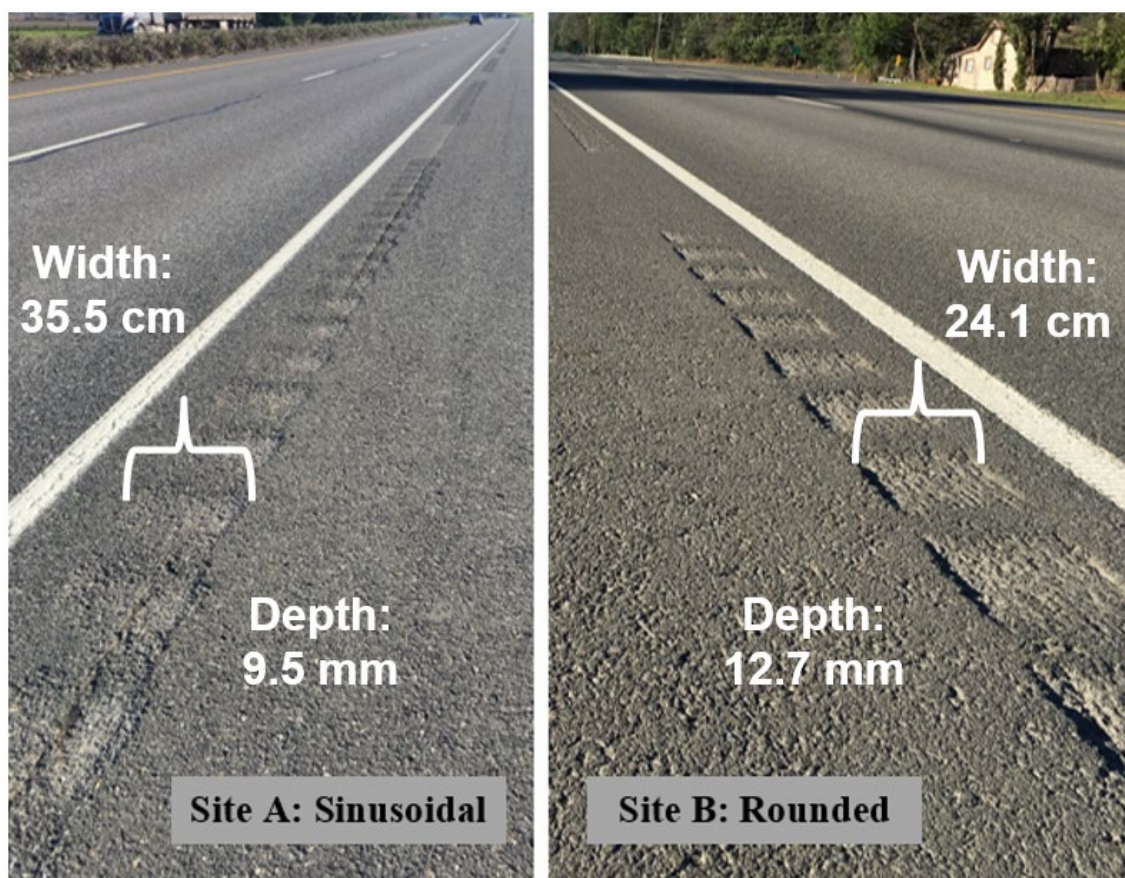 Width:
35.5 cm
Depth:
9.5 mm
Site A: Sinusoidal
Width:
24.1 cm
Depth:
12.7 mm
Site B: Rounded